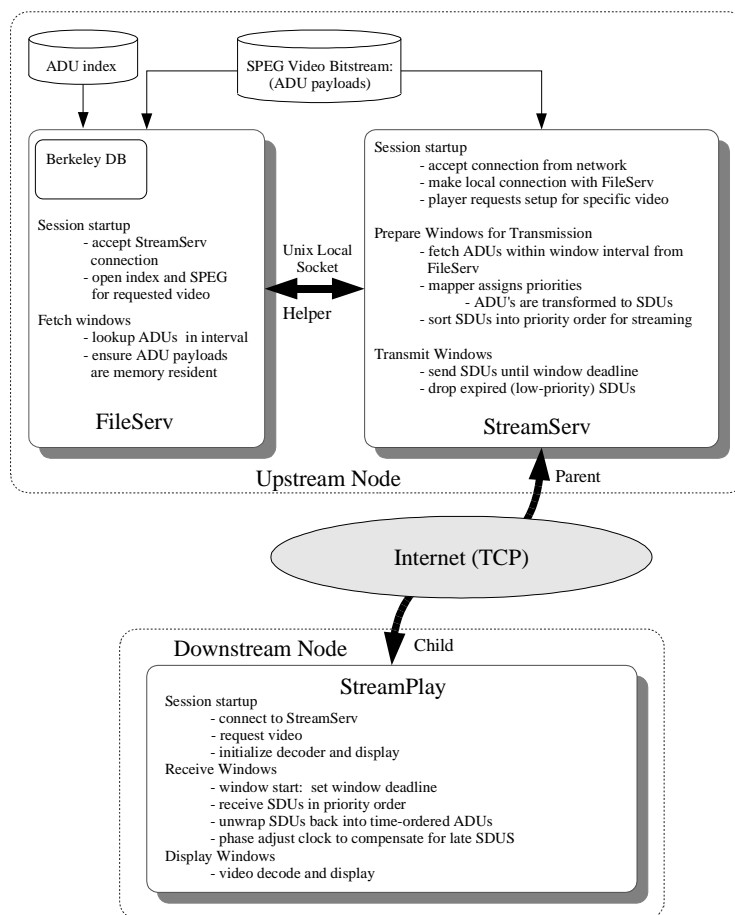 ADU index
SPEG Video Bitstream:
(ADU payloads)
Berkeley DB
Session startup
- accept StreamServ
connection
- open index and SPEG
for requested video
Fetch windows
- lookup ADUs in interval
- ensure ADU payloads
are memory resident
FileServ
Unix Local
Socket
Helper
Session startup
- accept connection from network
- make local connection with FileServ
- player requests setup for specific video
Prepare Windows for Transmission
- fetch ADUs within window interval from
FileServ
- mapper assigns priorities
- ADU's are transformed to SDUs
- sort SDUs into priority order for streaming
Transmit Windows
- send SDUs until window deadline
- drop expired (low-priority) SDUs
StreamServ
Upstream Node
Parent
Internet (TCP)
Child
Downstream Node
StreamPlay
Session startup
- connect to StreamServ
- request video
- initialize decoder and display
Receive Windows
- window start: set window deadline
- receive SDUs in priority order
- unwrap SDUs back into time-ordered ADUs
- phase adjust clock to compensate for late SDUS
Display Windows
- video decode and display